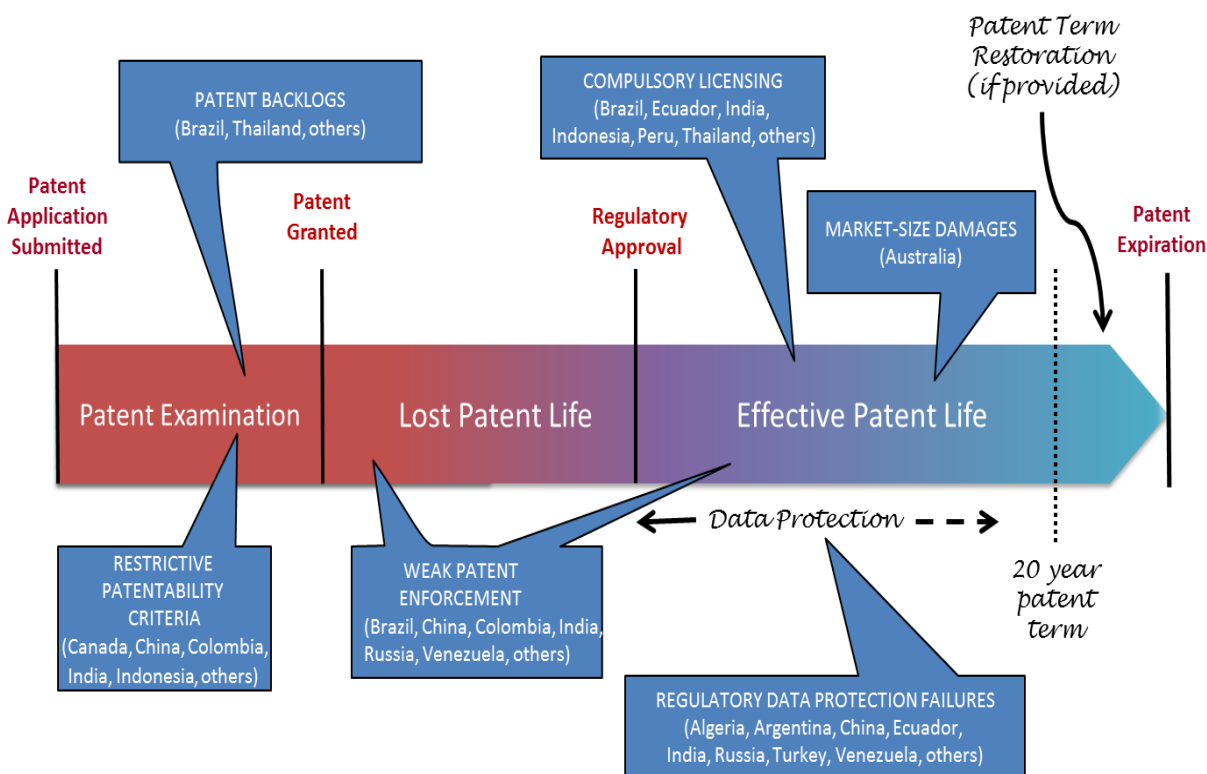 Patent Term
Restoration
(if provided)
PATENT BACKLOGS
(Brazil, Thailand, others)
COMPULSORY LICENSING
(Brazil, Ecuador, India,
Indonesia, Peru, Thailand, others)
Patent
Application
Submitted
Patent
Granted
Regulatory
Approval
MARKET-SIZE DAMAGES
(Australia)
Patent
Expiration
Patent Examination
Lost Patent Life
Effective Patent Life
Data Protection
RESTRICTIVE
PATENTABILITY
CRITERIA
(Canada, China, Colombia,
India, Indonesia, others)
WEAK PATENT
ENFORCEMENT
(Brazil, China, Colombia, India,
Russia, Venezuela, others)
20 year
patent
term
REGULATORY DATA PROTECTION FAILURES
(Algeria, Argentina, China, Ecuador,
India, Russia, Turkey, Venezuela, others)